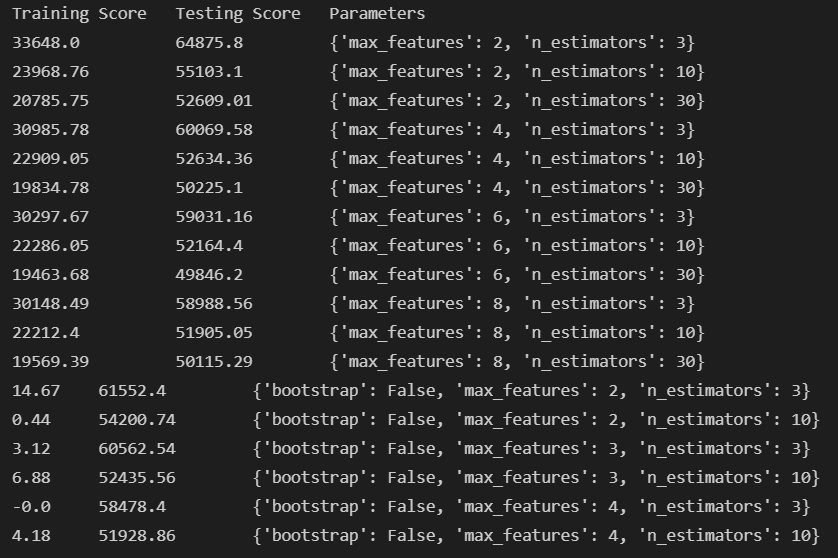 Training Score   Testing Score   Parameters
33648.0          64875.8         {'max_features': 2, 'n_estimators': 3}
23968.76         55103.1         {'max_features': 2, 'n_estimators': 10}
20785.75         52609.01        {'max_features': 2, 'n_estimators': 30}
30985.78         60069.58        {'max_features': 4, 'n_estimators': 3}
22909.05         52634.36        {'max_features': 4, 'n_estimators': 10}
19834.78         50225.1         {'max_features': 4, 'n_estimators': 30}
30297.67         59031.16        {'max_features': 6, 'n_estimators': 3}
22286.05         52164.4         {'max_features': 6, 'n_estimators': 10}
19463.68         49846.2         {'max_features': 6, 'n_estimators': 30}
30148.49         58988.56        {'max_features': 8, 'n_estimators': 3}
22212.4          51905.05        {'max_features': 8, 'n_estimators': 10}
19569.39         50115.29        {'max_features': 8, 'n_estimators': 30}
14.67    61552.4         {'bootstrap': False, 'max_features': 2, 'n_estimators': 3}
0.44     54200.74        {'bootstrap': False, 'max_features': 2, 'n_estimators': 10}
3.12     60562.54        {'bootstrap': False, 'max_features': 3, 'n_estimators': 3}
6.88     52435.56        {'bootstrap': False, 'max_features': 3, 'n_estimators': 10}
-0.0     58478.4         {'bootstrap': False, 'max_features': 4, 'n_estimators': 3}
4.18     51928.86        {'bootstrap': False, 'max_features': 4, 'n_estimators': 10}